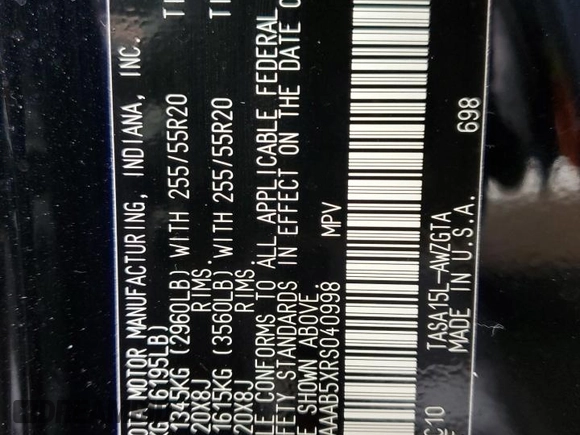 OTA MOTOR MANUFACTURING, INDIANA, INC.
KG (6195LB)
1345KG (2960LB) WITH 255/55R20
20X8J RIMS.
1615KG (3560LB) WITH 255/55R20
20X8J RIMS.
LE CONFORMS TO ALL APPLICABLE FEDERAL
FETY STANDARDS IN EFFECT ON THE DATE O
E SHOWN ABOVE.
AAAB5XRS040998 MPV
C10 TASA15L-AWZGTA 698
MADE IN U.S.A.